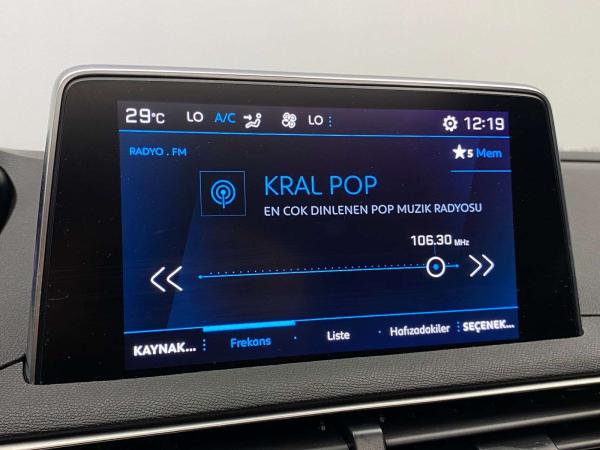 29°C LO A/C LO 12:19
RADYO . FM 5 Mem
KRAL POP
EN COK DINLENEN POP MUZIK RADYOSU
106.30 MHz
KAYNAK... Frekans Liste Hafızadakiler SEÇENEK...